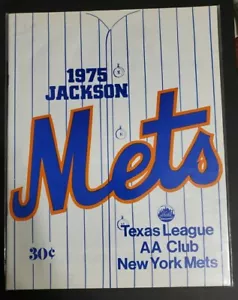 1975
JACKSON
Mets
Texas League
AA Club
New York Mets
30¢